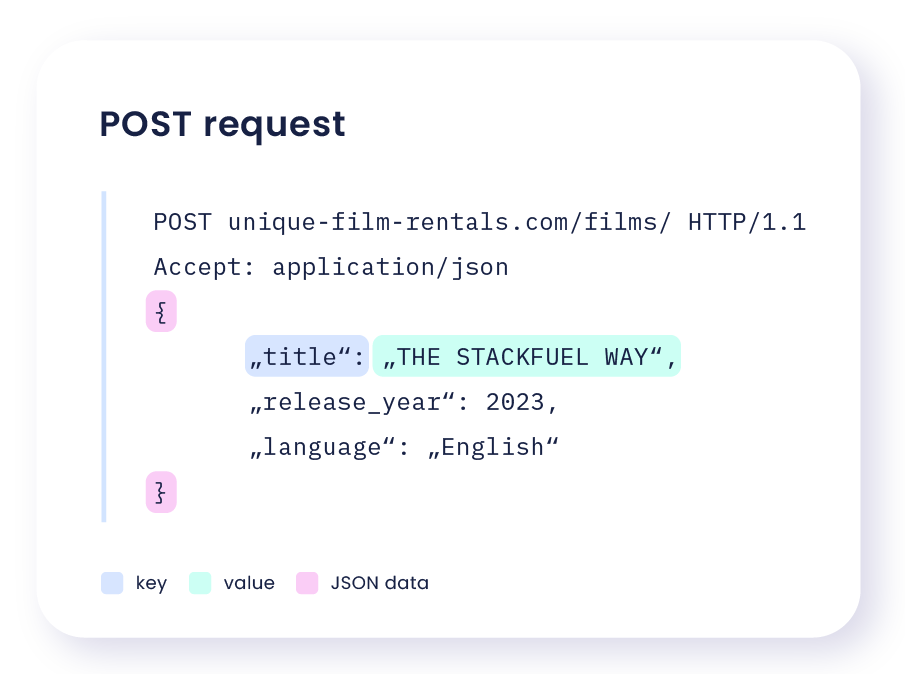 POST request
POST unique-film-rentals.com/films/ HTTP/1.1
Accept: application/json
{
„title“: „THE STACKFUEL WAY“,
„release_year“: 2023,
„language“: „English“
}
key value JSON data